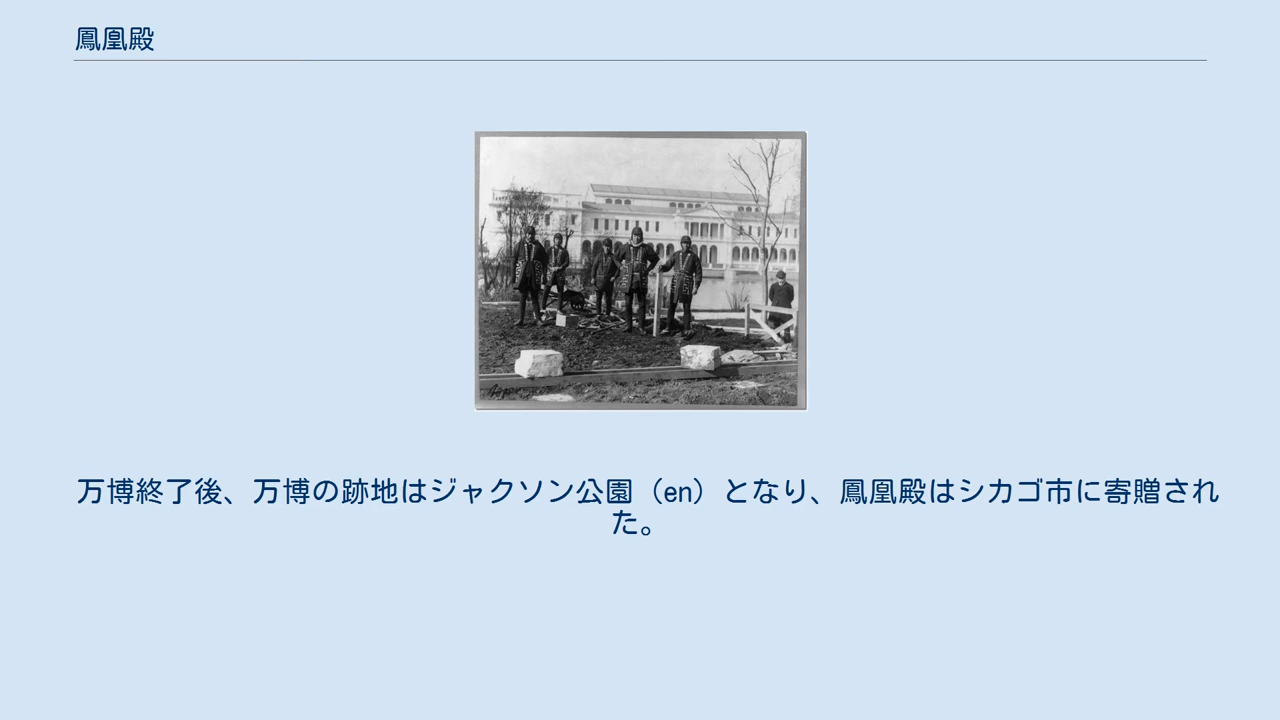 鳳凰殿
万博終了後、万博の跡地はジャクソン公園（en）となり、鳳凰殿はシカゴ市に寄贈され
た。